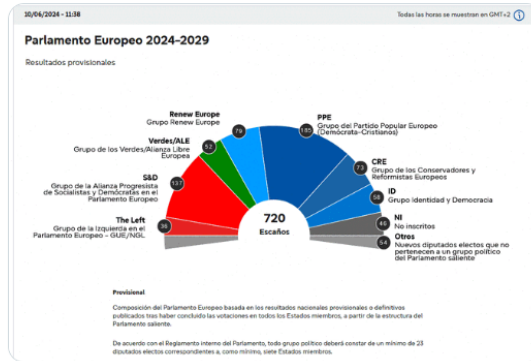 10/06/2024 - 11:38
Todas las horas se muestran en GMT+2
Parlamento Europeo 2024-2029
Resultados provisionales
Renew Europe
Grupo Renew Europe
79
PPE
Grupo del Partido Popular Europeo
(Demócrata-Cristianos)
185
Verdes/ALE
Grupo de los Verdes/Alianza Libre
Europea
52
CRE
Grupo de los Conservadores y
Reformistas Europeos
73
S&D
Grupo de la Alianza Progresista
de Socialistas y Demócratas en el
Parlamento Europeo
137
ID
Grupo Identidad y Democracia
58
The Left
Grupo de la Izquierda en el
Parlamento Europeo - GUE/NGL
36
NI
No inscritos
46
Otros
Nuevos diputados electos que no
pertenecen a un grupo político
del Parlamento saliente
54
720
Escaños
Provisional
Composición del Parlamento Europeo basada en los resultados nacionales provisionales o definitivos
publicados tras haber concluido las votaciones en todos los Estados miembros, a partir de la estructura del
Parlamento saliente.
De acuerdo con el Reglamento interno del Parlamento, todo grupo político deberá constar de un mínimo de 23
diputados electos correspondientes a, como mínimo, siete Estados miembros.